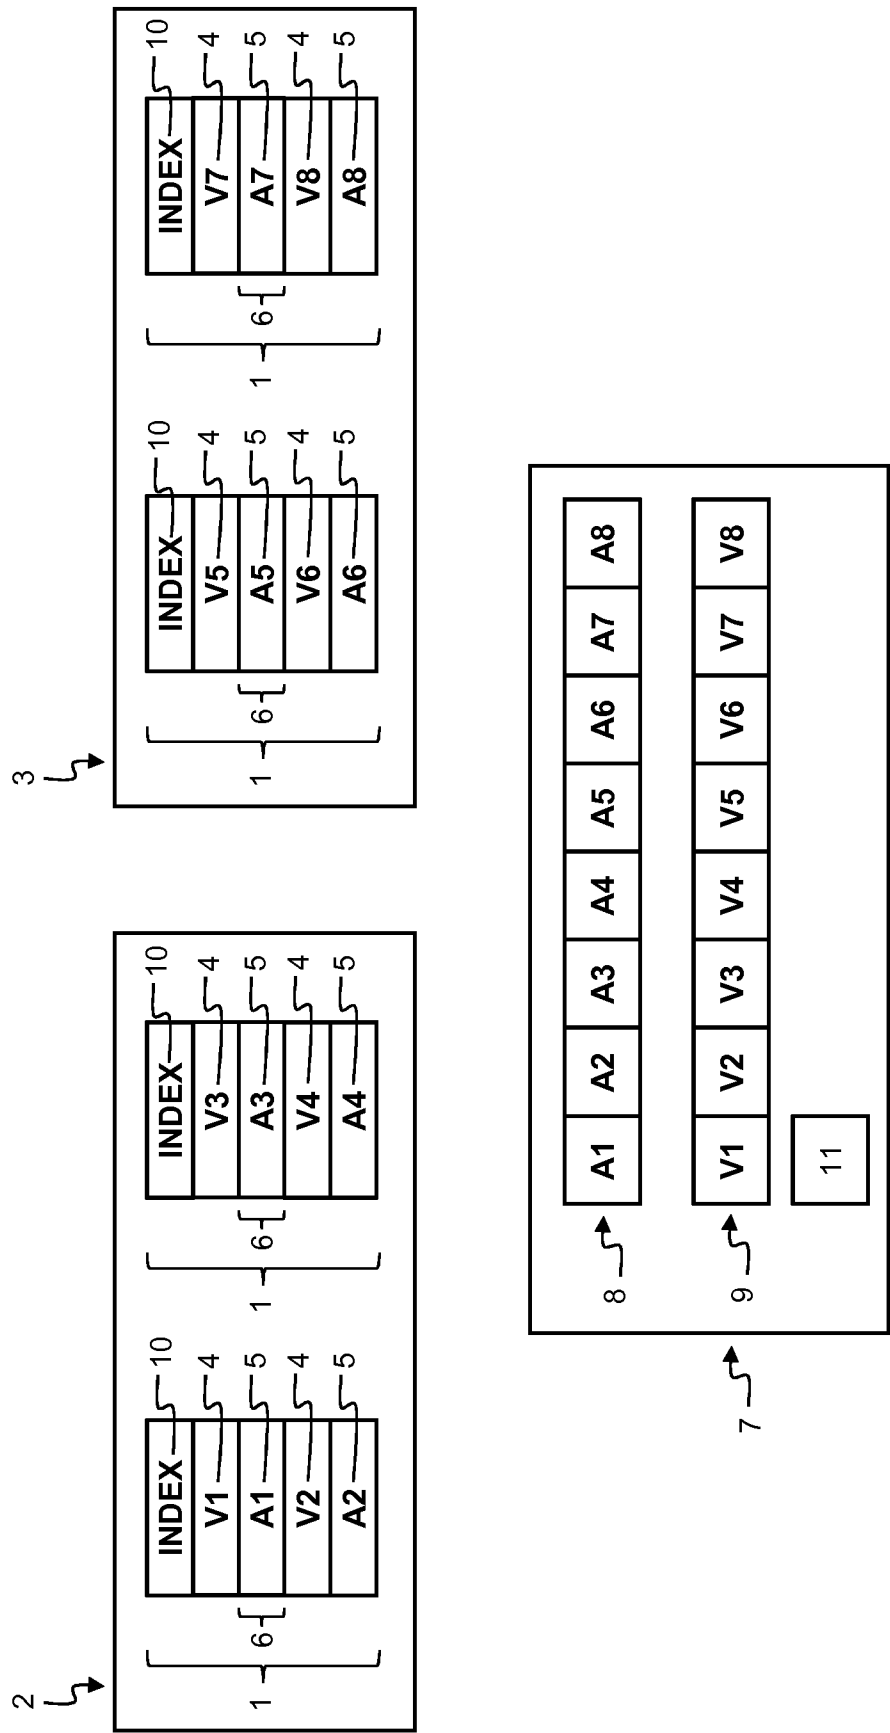 2 3
INDEX 10 INDEX 10 INDEX 10 INDEX 10
V1 4 V3 4 V5 4 V7 4
1 6 A1 5 1 6 A3 5 1 6 A5 5 1 6 A7 5
V2 4 V4 4 V6 4 V8 4
A2 5 A4 5 A6 5 A8 5
8 A1 A2 A3 A4 A5 A6 A7 A8
7 9 V1 V2 V3 V4 V5 V6 V7 V8
11